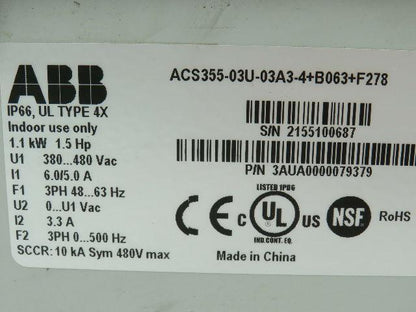 ABB
ACS355-03U-03A3-4+B063+F278
IP66, UL TYPE 4X
Indoor use only
1.1 kW 1.5 Hp
U1 380...480 Vac
I1 6.0/5.0 A
F1 3PH 48...63 Hz
U2 0...U1 Vac
I2 3.3 A
F2 3PH 0...500 Hz
SCCR: 10 kA Sym 480V max
S/N 2155100687
P/N 3AUA0000079379
LISTED 1PB6
CE C UL US NSF RoHS
IND.CONT. EQ.
Made in China